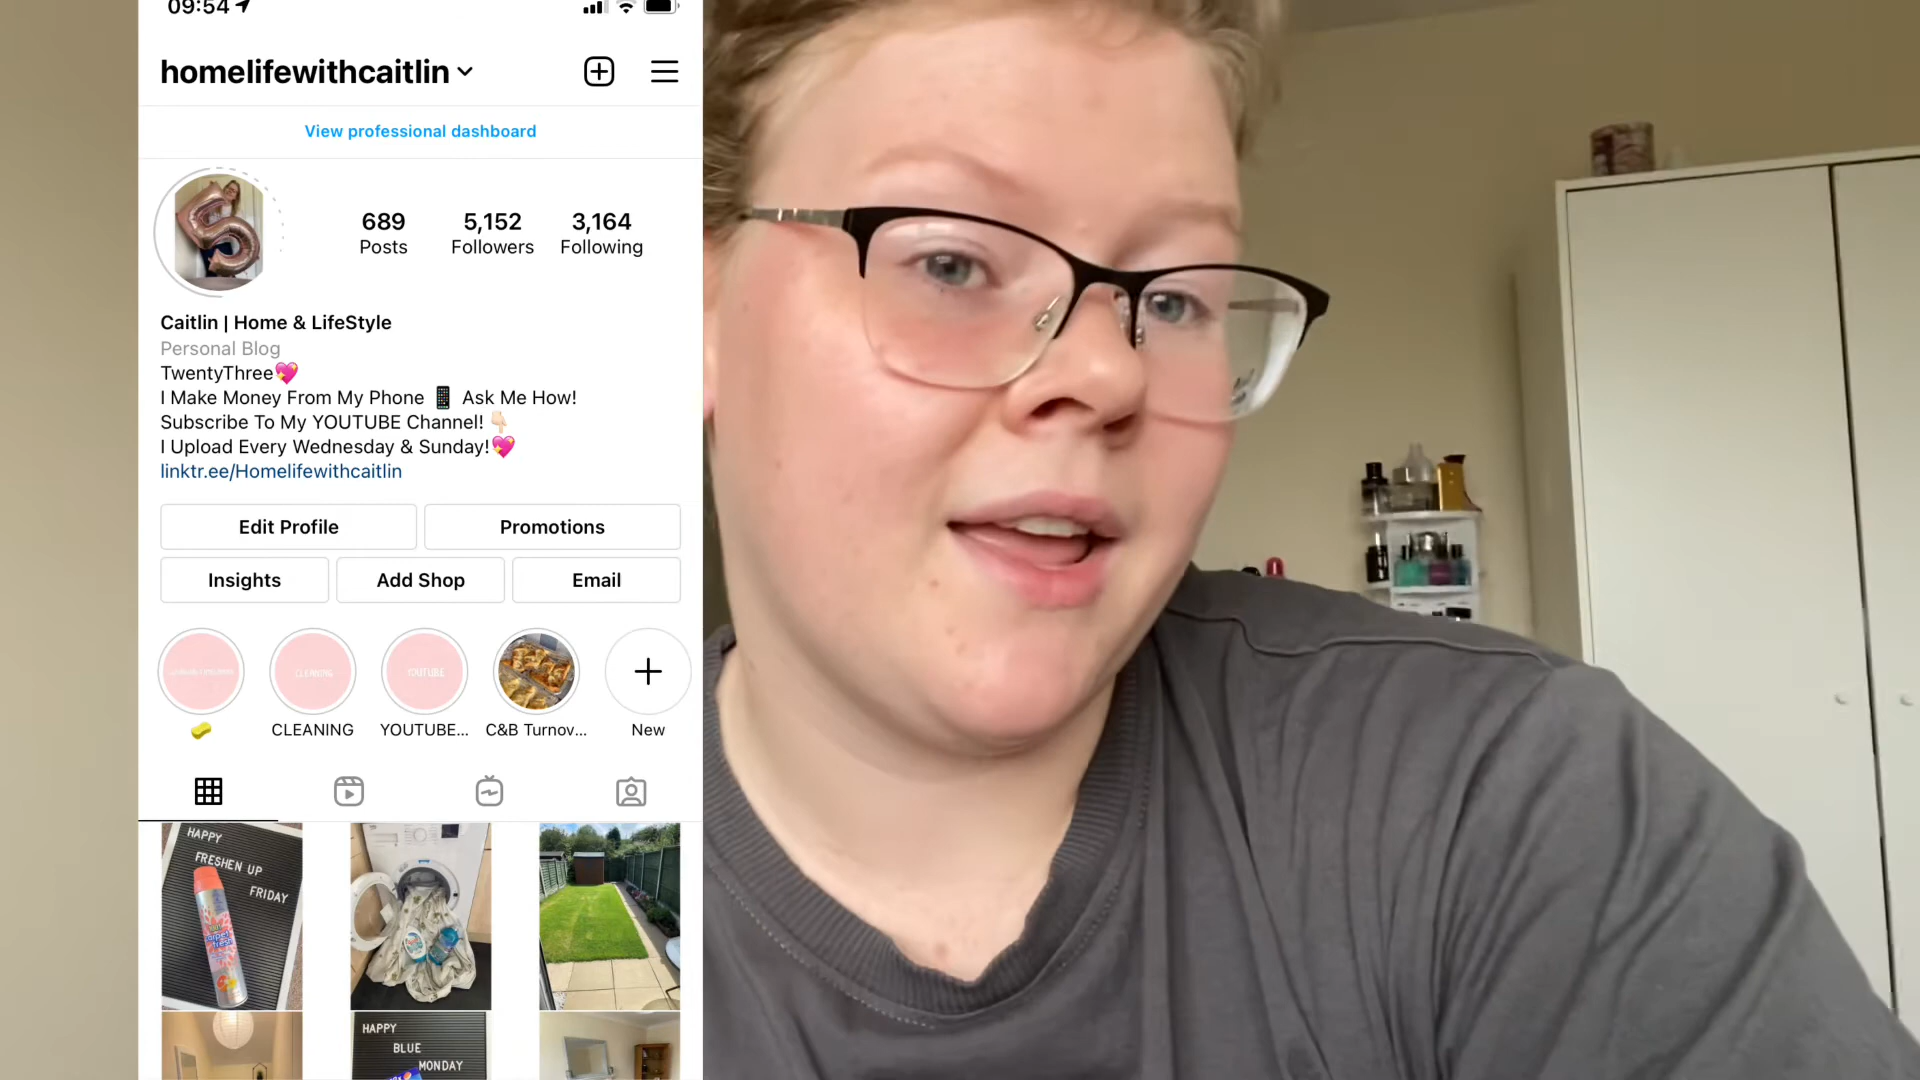 09:54
homelifewithcaitlin
View professional dashboard
689 5,152 3,164
Posts Followers Following
Caitlin | Home & LifeStyle
Personal Blog
TwentyThree💖
I Make Money From My Phone 📱 Ask Me How!
Subscribe To My YOUTUBE Channel! 👇🏻
I Upload Every Wednesday & Sunday!💖
linktr.ee/Homelifewithcaitlin
Edit Profile Promotions
Insights Add Shop Email
CLEANING YOUTUBE
CLEANING YOUTUBE... C&B Turnov... New
HAPPY
FRESHEN UP
FRIDAY
HAPPY
BLUE
MONDAY